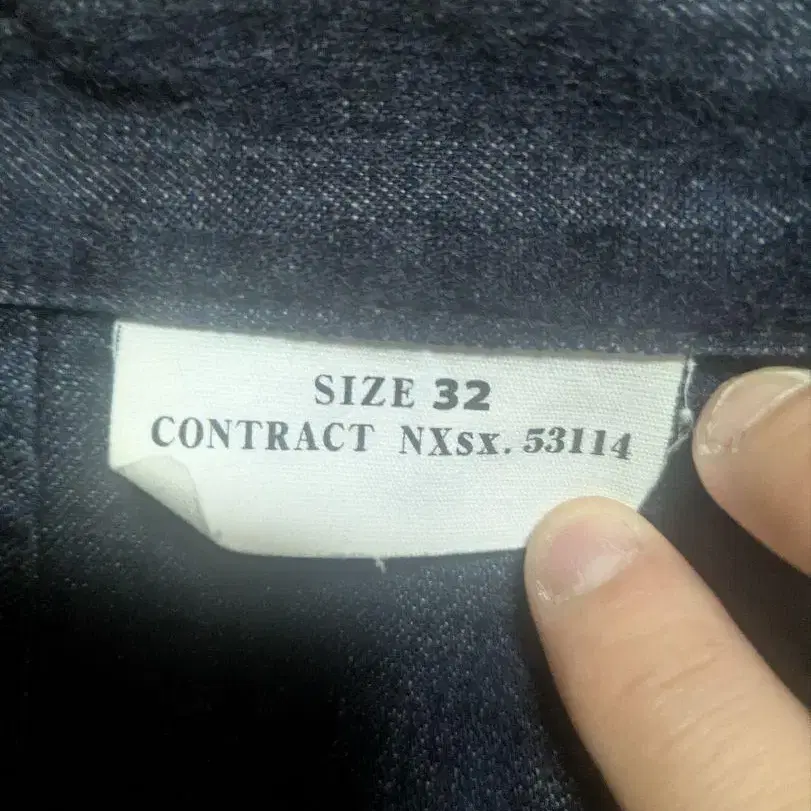 SIZE 32
CONTRACT NXsx. 53114